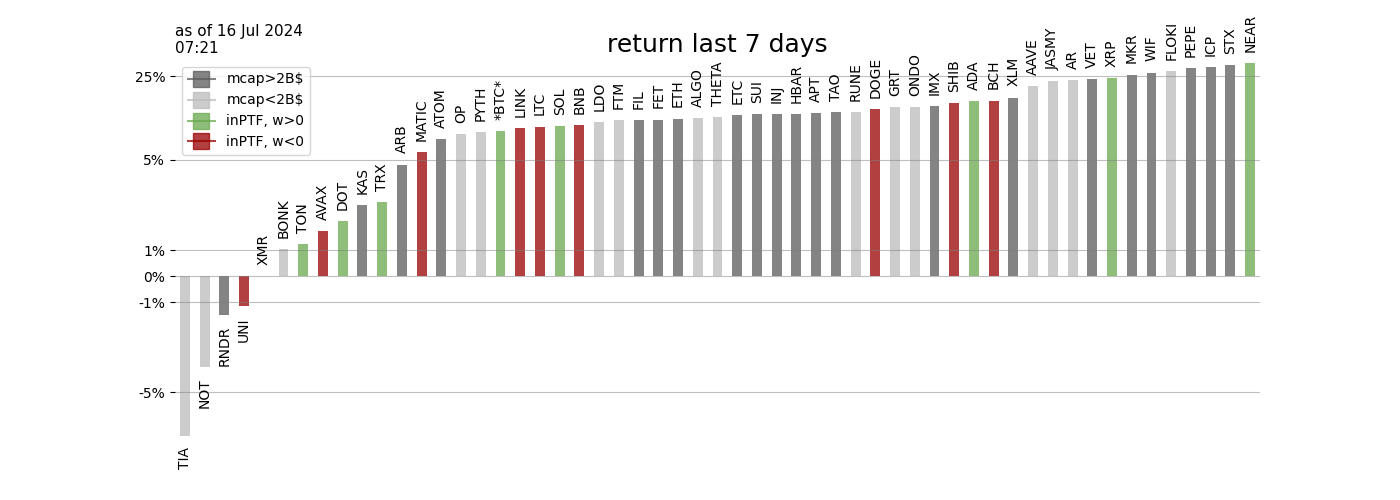 as of 16 Jul 2024
07:21
return last 7 days
mcap>2B$
mcap<2B$
inPTF, w>0
inPTF, w<0
25%
5%
1%
0%
-1%
-5%
TIA
NOT
RNDR
UNI
XMR
BONK
TON
AVAX
DOT
KAS
TRX
ARB
MATIC
ATOM
OP
PYTH
*BTC*
LINK
LTC
SOL
BNB
LDO
FTM
FIL
FET
ETH
ALGO
THETA
ETC
SUI
INJ
HBAR
APT
TAO
RUNE
DOGE
GRT
ONDO
IMX
SHIB
ADA
BCH
XLM
AAVE
JASMY
AR
VET
XRP
MKR
WIF
FLOKI
PEPE
ICP
STX
NEAR